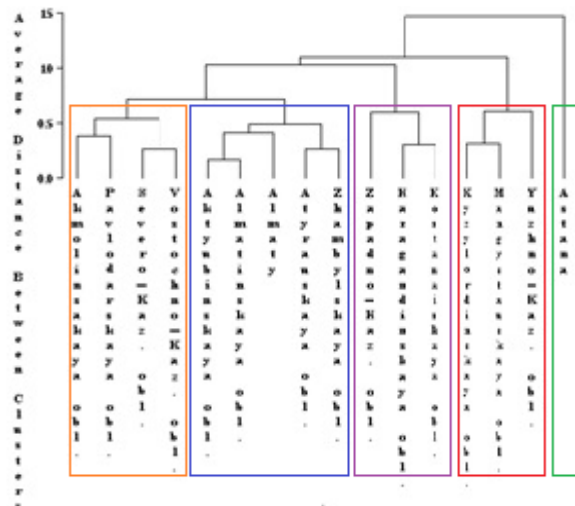 Average Distance Between Clusters
15
10
0.5
0.0
Akmolinsakaya obl.
Pavlodarskaya obl.
Severo-Kaz. obl.
Vostochno-Kaz. obl.
Aktyubinskaya obl.
Almatinskaya obl.
Almaty
Atyrauskaya obl.
Zhambylskaya obl.
Zapadno-Kaz. obl.
Karagandinskaya obl.
Kostanaiskaya obl.
Kyzylordinskaya obl.
Mangystauskaya obl.
Yuzhno-Kaz. obl.
Astana